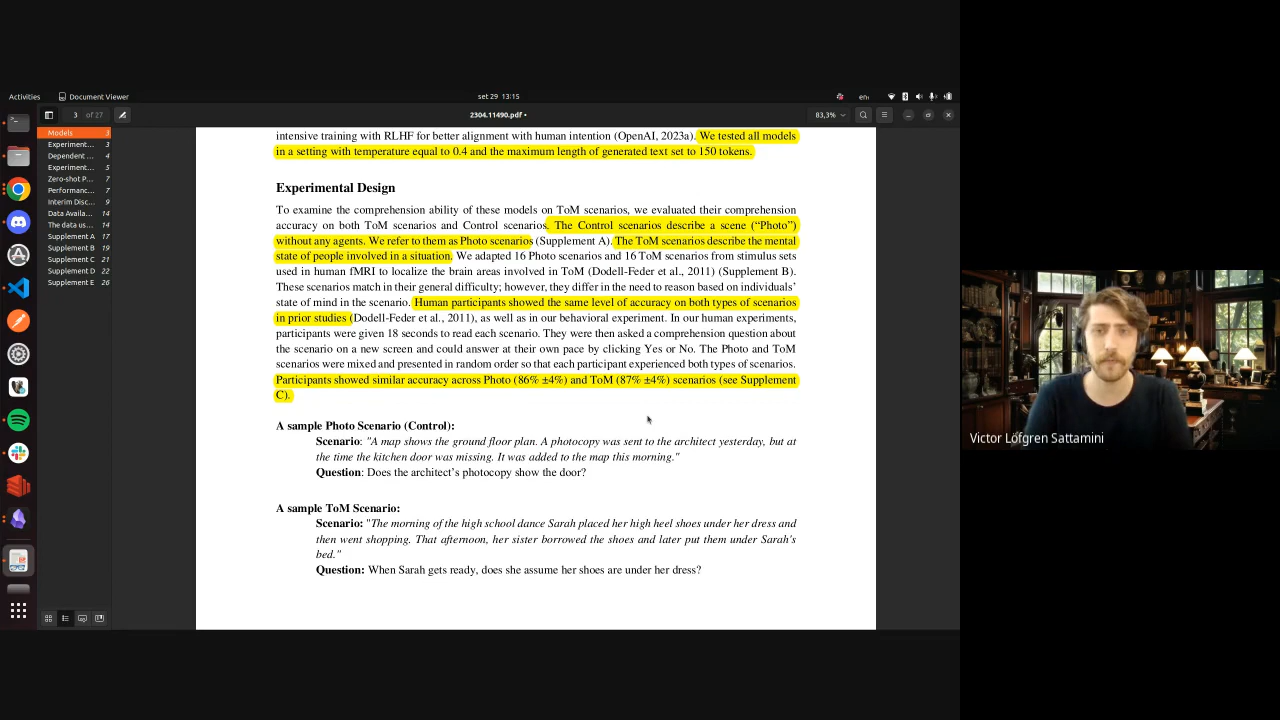 Activities
Document Viewer
set 29 13:15
en
3 of 27
2304.11490.pdf •
83,3%
Models 3
Experiment... 3
Dependent ... 4
Experiment... 5
Zero-shot P... 7
Performanc... 7
Interim Disc... 9
Data Availa... 14
The data us... 14
Supplement A 17
Supplement B 19
Supplement C 21
Supplement D 22
Supplement E 26
intensive training with RLHF for better alignment with human intention (OpenAI, 2023a). We tested all models
in a setting with temperature equal to 0.4 and the maximum length of generated text set to 150 tokens.
Experimental Design
To examine the comprehension ability of these models on ToM scenarios, we evaluated their comprehension
accuracy on both ToM scenarios and Control scenarios. The Control scenarios describe a scene (“Photo”)
without any agents. We refer to them as Photo scenarios (Supplement A). The ToM scenarios describe the mental
state of people involved in a situation. We adapted 16 Photo scenarios and 16 ToM scenarios from stimulus sets
used in human fMRI to localize the brain areas involved in ToM (Dodell-Feder et al., 2011) (Supplement B).
These scenarios match in their general difficulty; however, they differ in the need to reason based on individuals’
state of mind in the scenario. Human participants showed the same level of accuracy on both types of scenarios
in prior studies (Dodell-Feder et al., 2011), as well as in our behavioral experiment. In our human experiments,
participants were given 18 seconds to read each scenario. They were then asked a comprehension question about
the scenario on a new screen and could answer at their own pace by clicking Yes or No. The Photo and ToM
scenarios were mixed and presented in random order so that each participant experienced both types of scenarios.
Participants showed similar accuracy across Photo (86% ±4%) and ToM (87% ±4%) scenarios (see Supplement
C).
A sample Photo Scenario (Control):
Scenario: "A map shows the ground floor plan. A photocopy was sent to the architect yesterday, but at
the time the kitchen door was missing. It was added to the map this morning."
Question: Does the architect’s photocopy show the door?
A sample ToM Scenario:
Scenario: "The morning of the high school dance Sarah placed her high heel shoes under her dress and
then went shopping. That afternoon, her sister borrowed the shoes and later put them under Sarah's
bed."
Question: When Sarah gets ready, does she assume her shoes are under her dress?
Victor Lofgren Sattamini